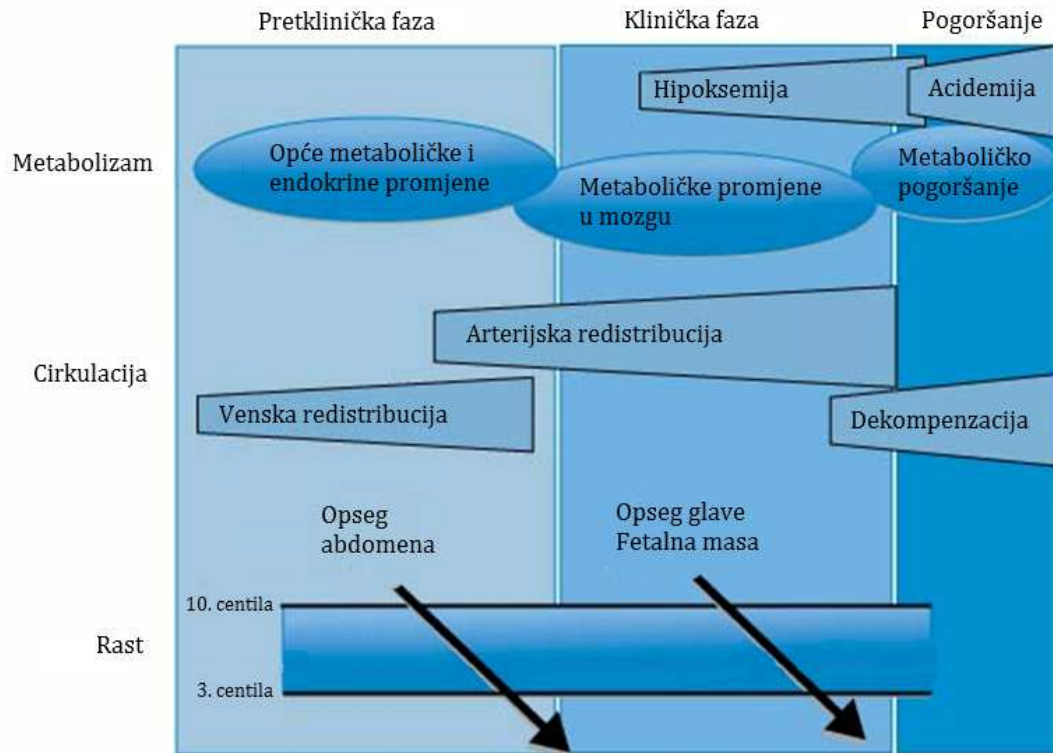 Pretklinička faza
Klinička faza
Pogoršanje
Hipoksemija
Acidemija
Metabolizam
Opće metaboličke i
endokrine promjene
Metaboličke promjene
u mozgu
Metaboličko
pogoršanje
Cirkulacija
Arterijska redistribucija
Venska redistribucija
Dekompenzacija
Opseg
abdomena
Opseg glave
Fetalna masa
Rast
10. centila
3. centila